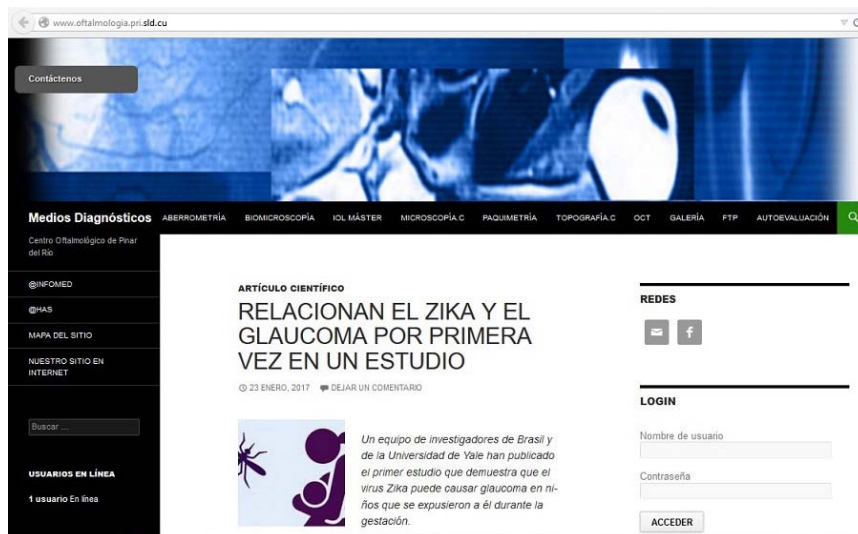 www.oftalmologia.pri.sld.cu
Contáctenos
Medios Diagnósticos
ABERROMETRÍA
BIOMICROSCOPÍA
IOL MÁSTER
MICROSCOPÍA.C
PAQUIMETRÍA
TOPOGRAFÍA.C
OCT
GALERÍA
FTP
AUTOEVALUACIÓN
Centro Oftalmológico de Pinar
del Río
@INFOMED
@HAS
MAPA DEL SITIO
NUESTRO SITIO EN
INTERNET
Buscar ...
USUARIOS EN LÍNEA
1 usuario En línea
ARTÍCULO CIENTÍFICO
RELACIONAN EL ZIKA Y EL
GLAUCOMA POR PRIMERA
VEZ EN UN ESTUDIO
23 ENERO, 2017
DEJAR UN COMENTARIO
Un equipo de investigadores de Brasil y
de la Universidad de Yale han publicado
el primer estudio que demuestra que el
virus Zika puede causar glaucoma en ni-
ños que se expusieron a él durante la
gestación.
REDES
LOGIN
Nombre de usuario
Contraseña
ACCEDER